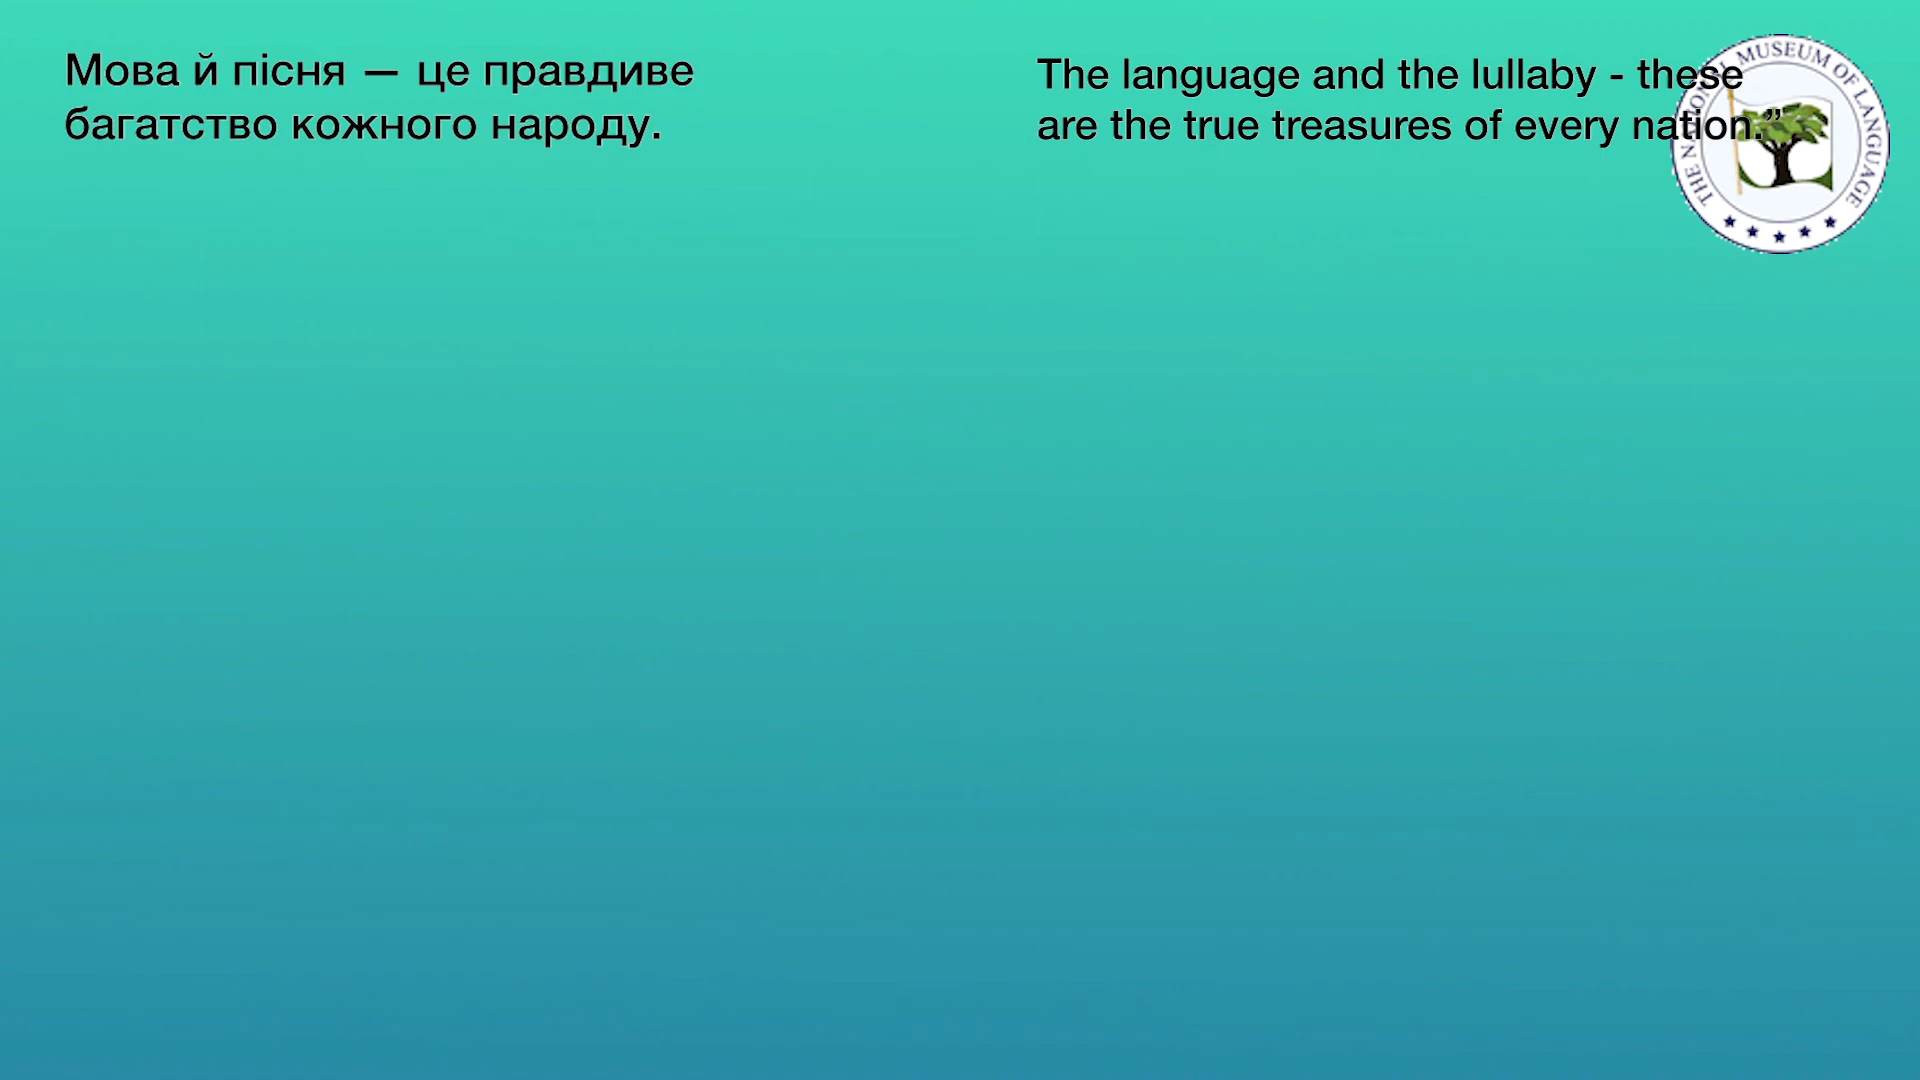 Мова й пісня — це правдиве
багатство кожного народу.
The language and the lullaby - these
are the true treasures of every nation.”
THE NATIONAL MUSEUM OF LANGUAGE